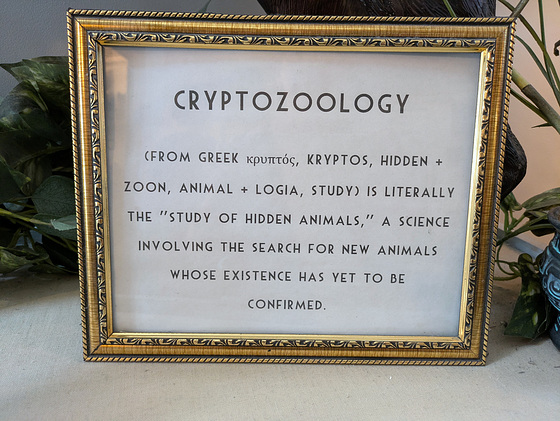 CRYPTOZOOLOGY
(FROM GREEK κρυπτός, KRYPTOS, HIDDEN +
ZOON, ANIMAL + LOGIA, STUDY) IS LITERALLY
THE "STUDY OF HIDDEN ANIMALS," A SCIENCE
INVOLVING THE SEARCH FOR NEW ANIMALS
WHOSE EXISTENCE HAS YET TO BE
CONFIRMED.